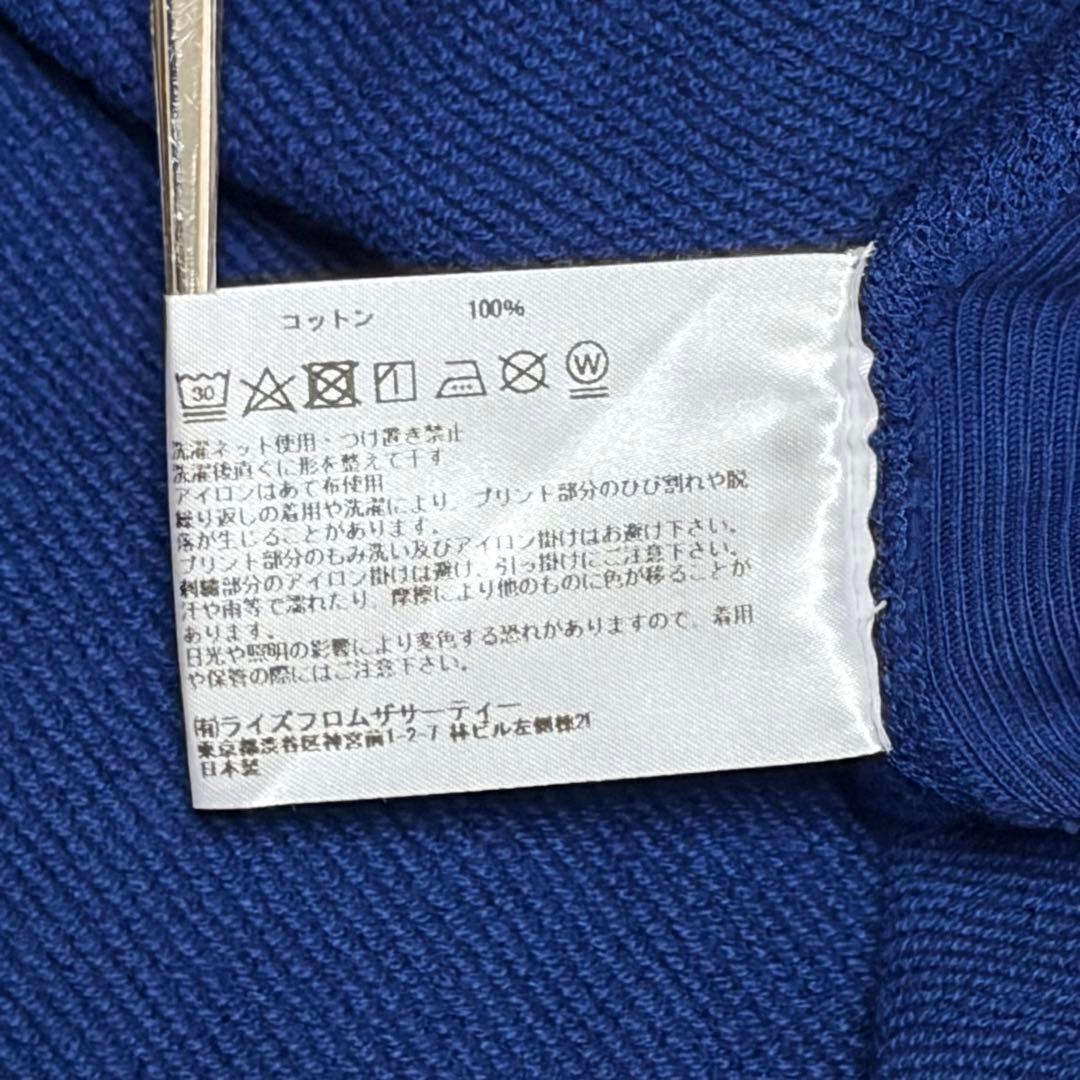 コットン 100%
30
W
洗濯ネット使用・つけ置き禁止
洗濯後直ぐに形を整えて干す
アイロンはあて布使用
繰り返しの着用や洗濯により、プリント部分のひび割れや脱
落が生じることがあります。
プリント部分のもみ洗い及びアイロン掛けはお避け下さい。
刺繍部分のアイロン掛けは避け、引っ掛けにご注意下さい。
汗や雨等で濡れたり、摩擦により他のものに色が移ることが
あります。
日光や照明の影響により変色する恐れがありますので、着用
や保管の際にはご注意下さい。
㈲ライズフロムザサーティー
東京都渋谷区神宮前1-2-7 林ビル左側棟2f
日本製